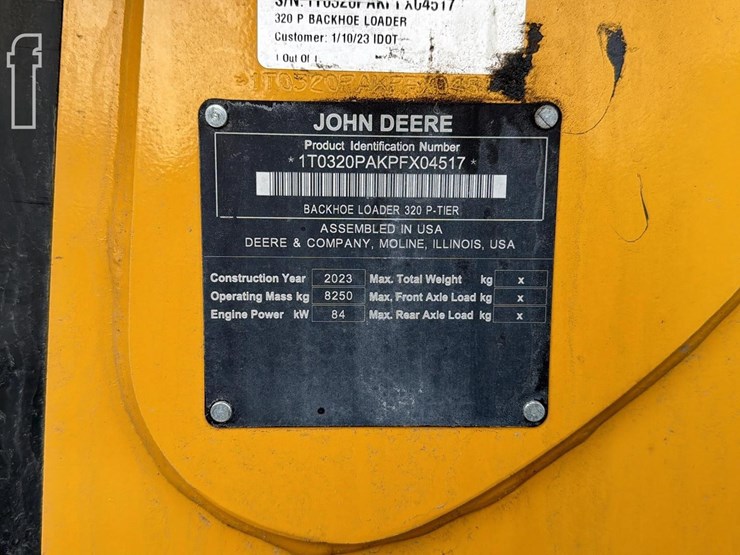 S/N: 1T0320PAKPFX04517
320 P BACKHOE LOADER
Customer: 1/10/23 IDOT
1 Out Of 1
f
JOHN DEERE
Product Identification Number
*1T0320PAKPFX04517*
BACKHOE LOADER 320 P-TIER
ASSEMBLED IN USA
DEERE & COMPANY, MOLINE, ILLINOIS, USA
Construction Year 2023 Max. Total Weight kg x
Operating Mass kg 8250 Max. Front Axle Load kg x
Engine Power kW 84 Max. Rear Axle Load kg x